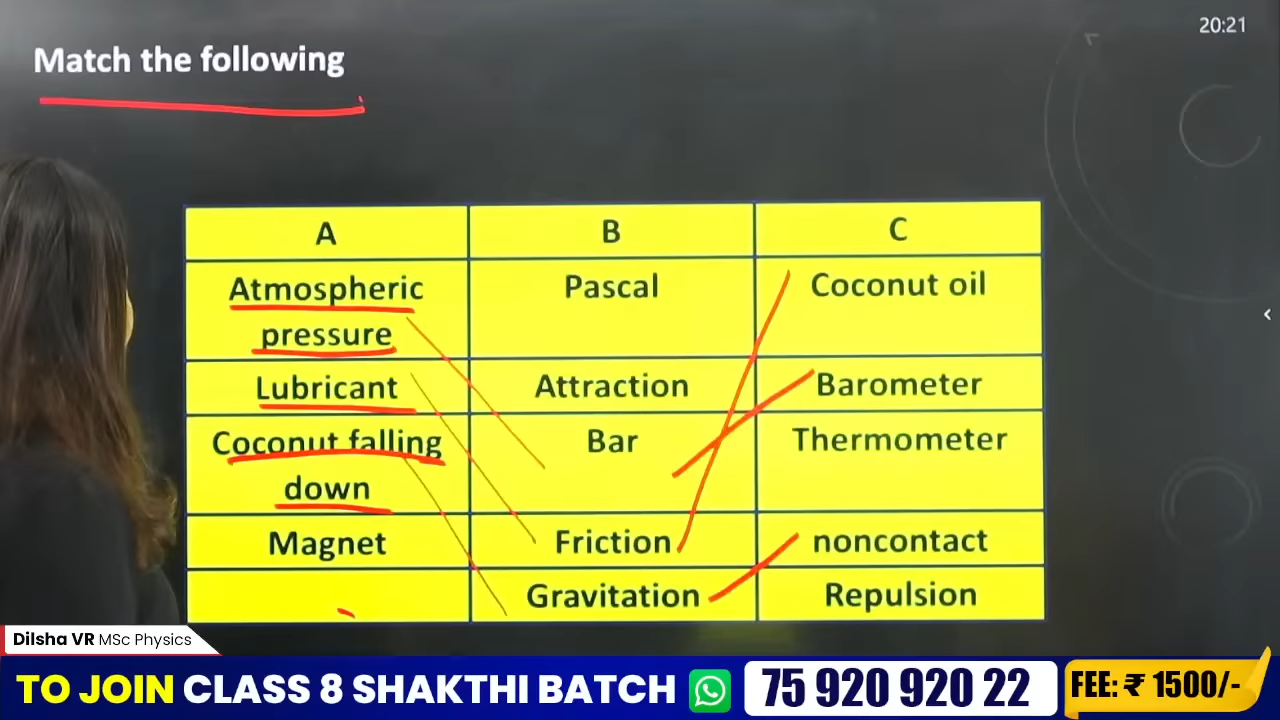 20:21
Match the following
A B C
Atmospheric pressure Pascal Coconut oil
Lubricant Attraction Barometer
Coconut falling down Bar Thermometer
Magnet Friction noncontact
Gravitation Repulsion
Dilsha VR MSc Physics
TO JOIN CLASS 8 SHAKTHI BATCH 75 920 920 22 FEE: ₹ 1500/-